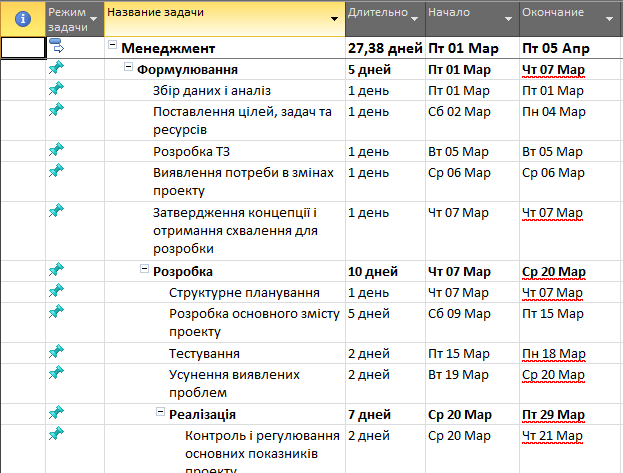 Режим задачи Название задачи Длительно Начало Окончание
Менеджмент 27,38 дней Пт 01 Мар Пт 05 Апр
Формулювання 5 дней Пт 01 Мар Чт 07 Мар
Збір даних і аналіз 1 день Пт 01 Мар Пт 01 Мар
Поставлення цілей, задач та 1 день Сб 02 Мар Пн 04 Мар
ресурсів
Розробка ТЗ 1 день Вт 05 Мар Вт 05 Мар
Виявлення потреби в змінах 1 день Ср 06 Мар Ср 06 Мар
проекту
Затвердження концепції і 1 день Чт 07 Мар Чт 07 Мар
отримання схвалення для
розробки
Розробка 10 дней Чт 07 Мар Ср 20 Мар
Структурне планування 1 день Чт 07 Мар Чт 07 Мар
Розробка основного змісту 5 дней Сб 09 Мар Пт 15 Мар
проекту
Тестування 2 дней Пт 15 Мар Пн 18 Мар
Усунення виявлених 2 дней Вт 19 Мар Ср 20 Мар
проблем
Реалізація 7 дней Ср 20 Мар Пт 29 Мар
Контроль і регулювання 2 дней Ср 20 Мар Чт 21 Мар
основних показників
проекту